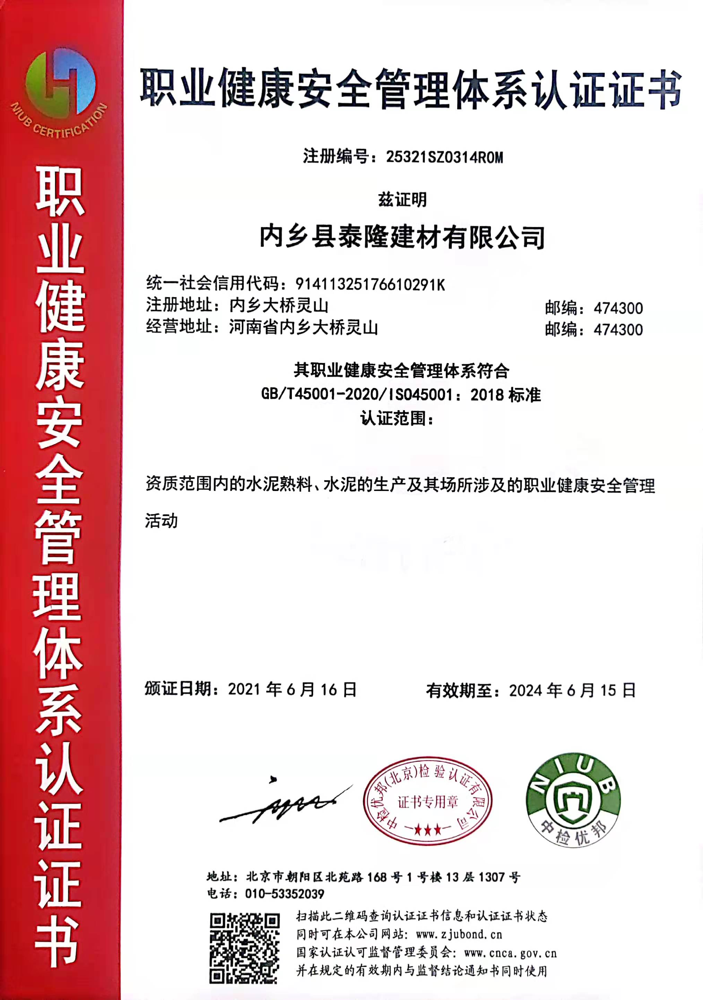 NIUB CERTIFICATION
职业健康安全管理体系认证证书
职业健康安全管理体系认证证书
注册编号：25321SZ0314R0M
兹证明
内乡县泰隆建材有限公司
统一社会信用代码：91411325176610291K
注册地址：内乡大桥灵山 邮编：474300
经营地址：河南省内乡大桥灵山 邮编：474300
其职业健康安全管理体系符合
GB/T45001-2020/ISO45001：2018 标准
认证范围：
资质范围内的水泥熟料、水泥的生产及其场所涉及的职业健康安全管理
活动
颁证日期：2021 年 6 月 16 日 有效期至：2024 年 6 月 15 日
中检优邦(北京)检验认证有限公司
证书专用章
NIUB
中检优邦
地址：北京市朝阳区北苑路 168 号 1 号楼 13 层 1307 号
电话：010-53352039
扫描此二维码查询认证证书信息和认证证书状态
同时可在本公司网站：www.zjubond.cn
国家认证认可监督管理委员会：www.cnca.gov.cn
并在规定的有效期内与监督结论通知书同时使用